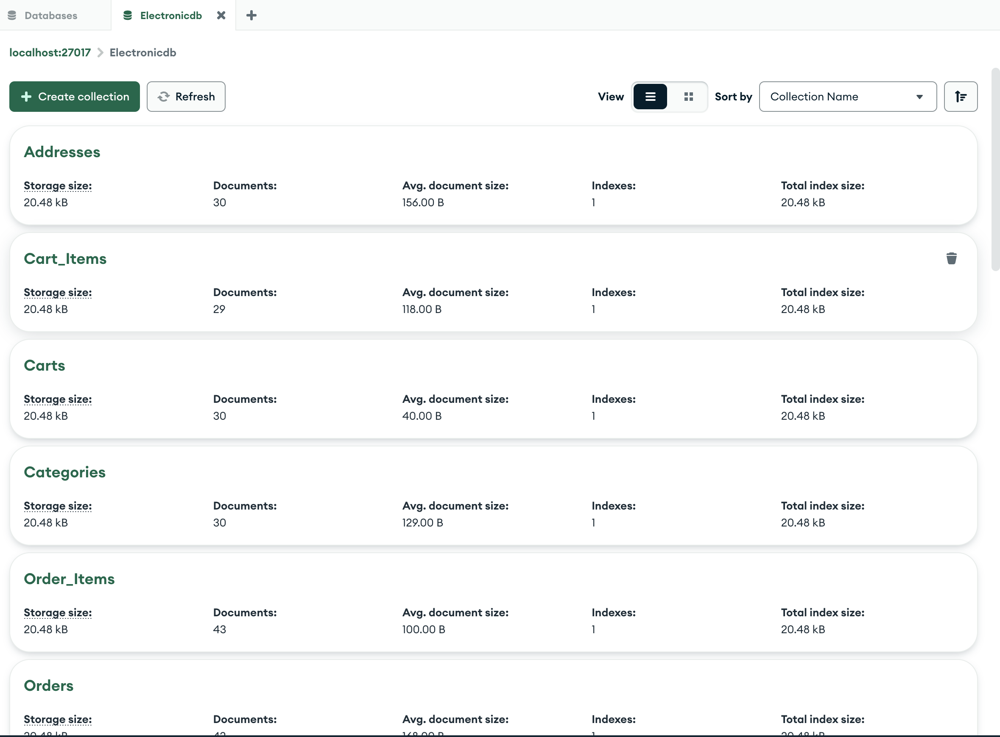 Databases Electronicdb
localhost:27017 Electronicdb
Create collection Refresh View Sort by Collection Name
Addresses
Storage size: Documents: Avg. document size: Indexes: Total index size:
20.48 kB 30 156.00 B 1 20.48 kB
Cart_Items
Storage size: Documents: Avg. document size: Indexes: Total index size:
20.48 kB 29 118.00 B 1 20.48 kB
Carts
Storage size: Documents: Avg. document size: Indexes: Total index size:
20.48 kB 30 40.00 B 1 20.48 kB
Categories
Storage size: Documents: Avg. document size: Indexes: Total index size:
20.48 kB 30 129.00 B 1 20.48 kB
Order_Items
Storage size: Documents: Avg. document size: Indexes: Total index size:
20.48 kB 43 100.00 B 1 20.48 kB
Orders
Storage size: Documents: Avg. document size: Indexes: Total index size: